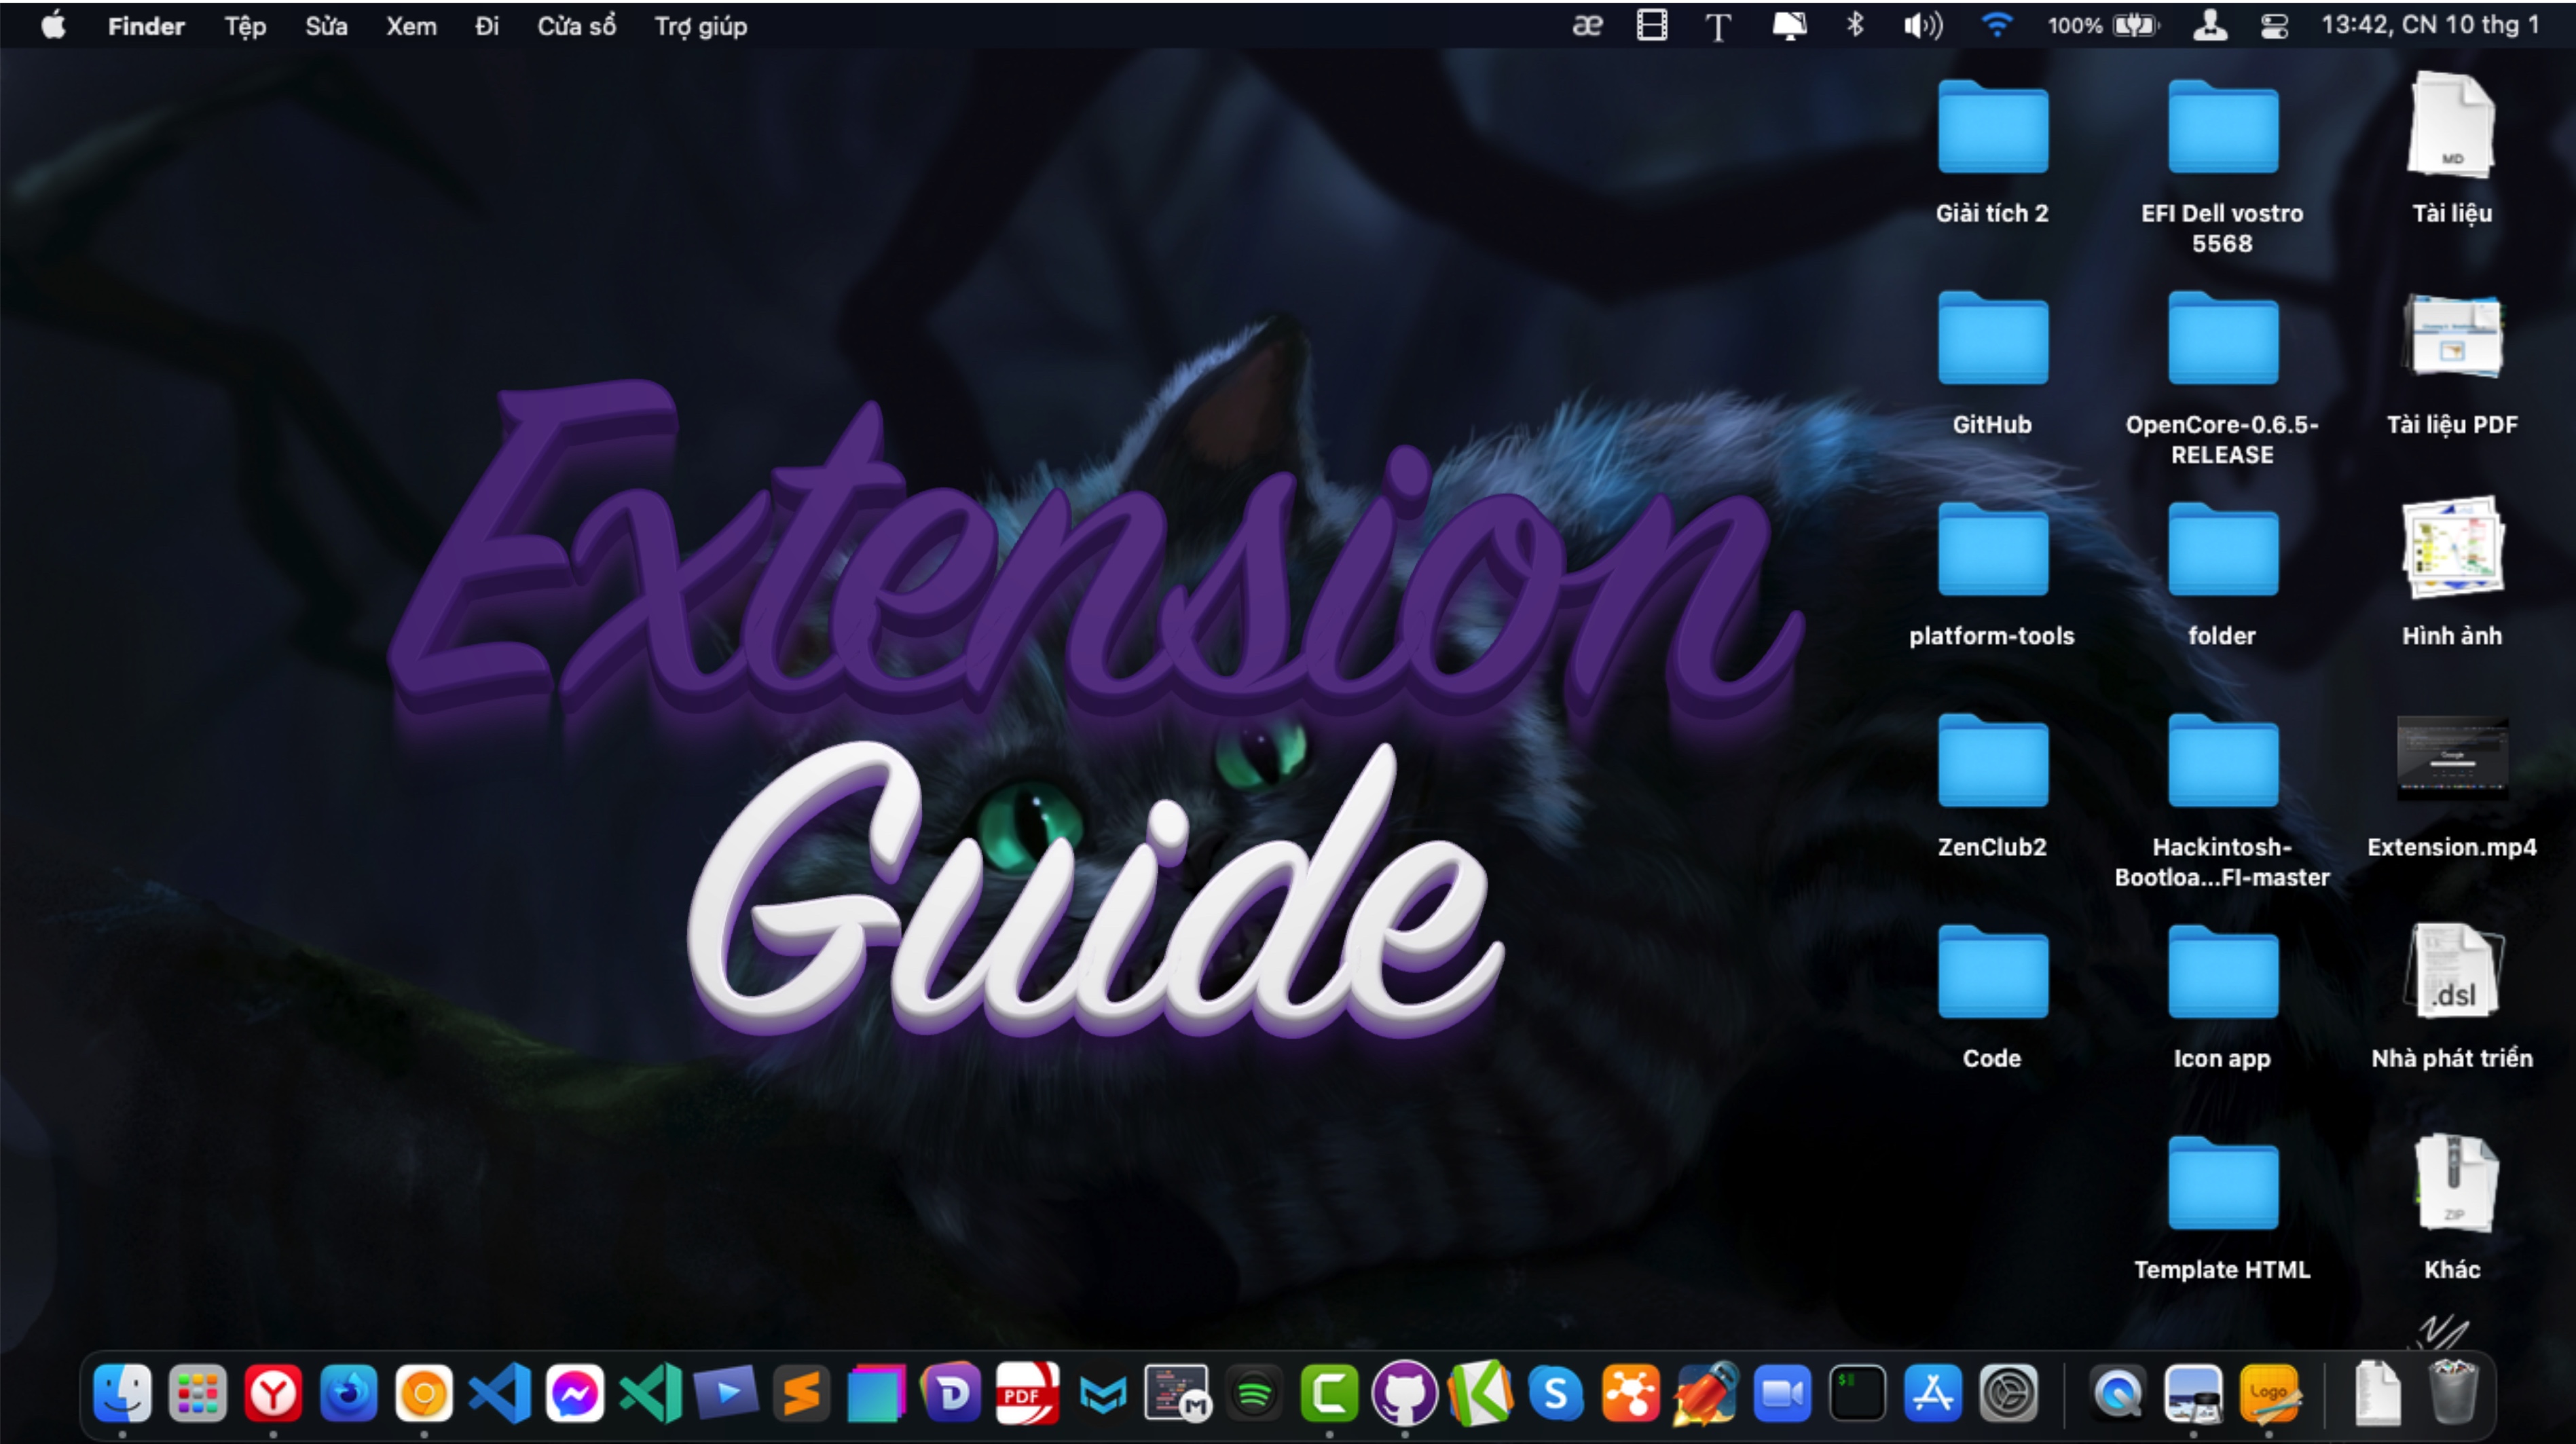 Finder Tệp Sửa Xem Đi Cửa sổ Trợ giúp æ T 100% 13:42, CN 10 thg 1
MD
Giải tích 2
EFI Dell vostro
5568
Tài liệu
GitHub
OpenCore-0.6.5-
RELEASE
Tài liệu PDF
platform-tools
folder
Hình ảnh
Extension
Guide
Google
ZenClub2
Hackintosh-
Bootloa...FI-master
Extension.mp4
.dsl
Code
Icon app
Nhà phát triển
ZIP
Template HTML
Khác
Y D PDF M C K S $ Logo